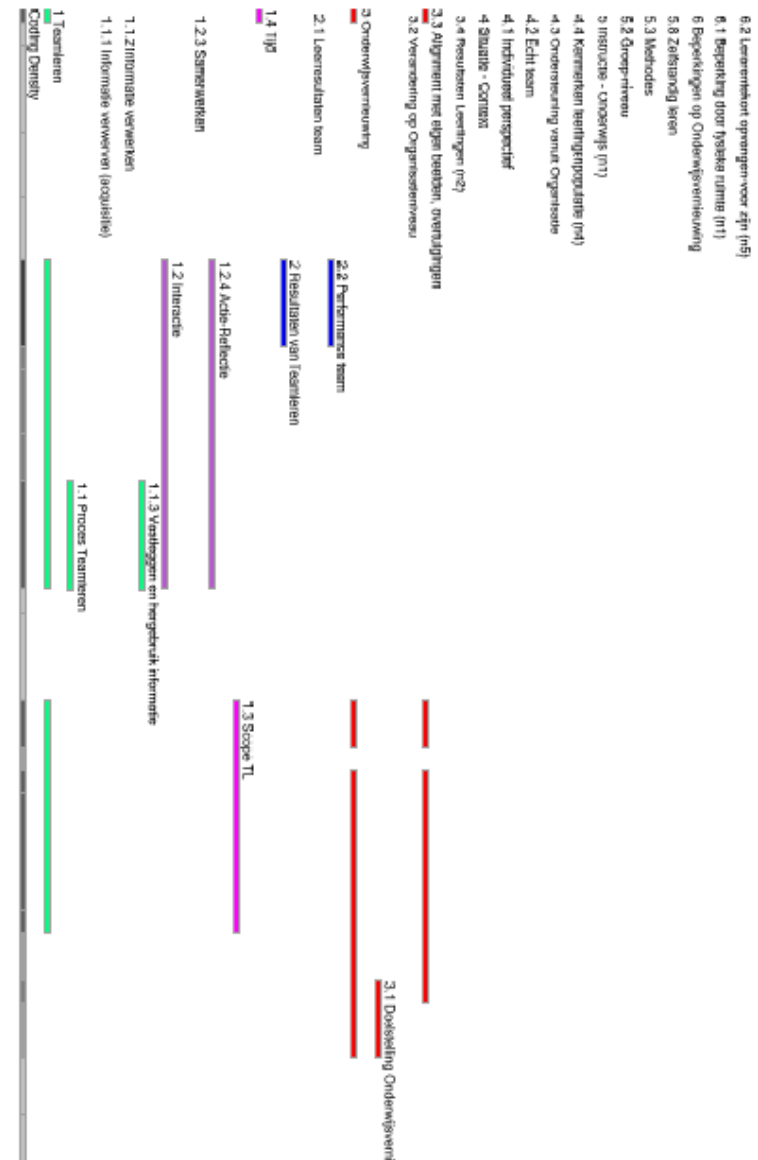 6.2 Lerarentekort opvangen-voor zijn (n5)
6.1 Beperking door fysieke ruimte (n1)
6 Beperkingen op Onderwijsvernieuwing
5.8 Zelfstandig leren
5.3 Methodes
5.2 Groep-niveau
5 Instructie - Onderwijs (n1)
4.4 Kenmerken leerlingenpopulatie (n4)
4.3 Ondersteuning vanuit Organisatie
4.2 Echt team
4.1 Individueel perspectief
4 Situatie - Context
3.4 Resultaten Leerlingen (n2)
3.3 Alignment met eigen beelden, overtuigingen
3.2 Verandering op Organisatieniveau
3.1 Doelstelling Onderwijsverni
3 Onderwijsvernieuwing
2.2 Performance team
2.1 Leerresultaten team
2 Resultaten van Teamleren
1.4 Tijd
1.3 Scope TL
1.2.4 Actie-Reflectie
1.2.3 Samenwerken
1.2 Interactie
1.1.3 Vastleggen en hergebruik informatie
1.1.2 Informatie verwerken
1.1.1 Informatie verwerven (acquisitie)
1.1 Proces Teamleren
1 Teamleren
Coding Density